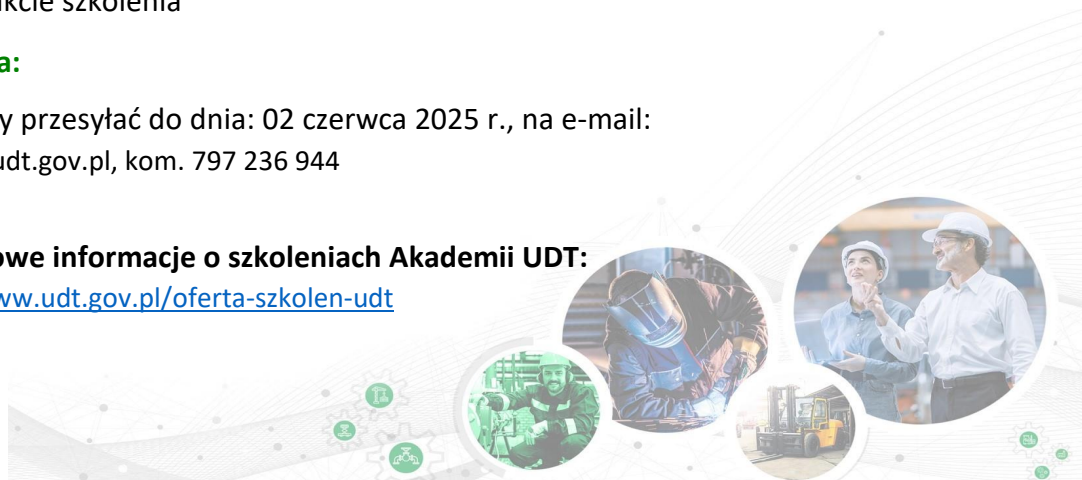 kcie szkolenia
a:
y przesyłać do dnia: 02 czerwca 2025 r., na e-mail:
udt.gov.pl, kom. 797 236 944
owe informacje o szkoleniach Akademii UDT:
ww.udt.gov.pl/oferta-szkolen-udt